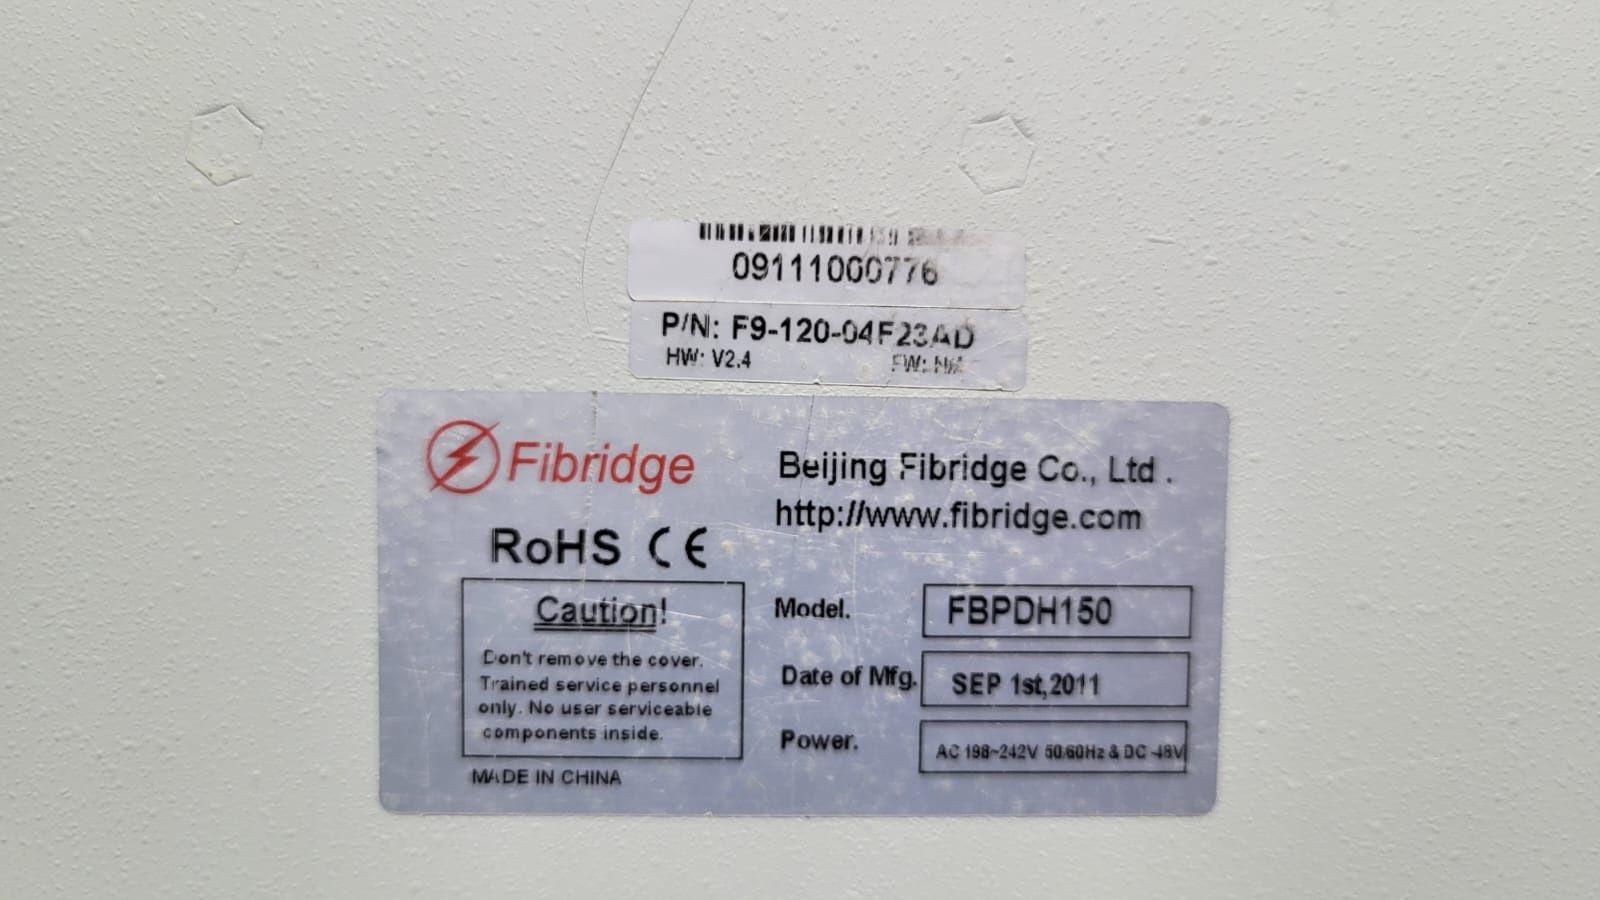 09111000776
P/N: F9-120-04F23AD
HW: V2.4 FW: N/A
Fibridge
Beijing Fibridge Co., Ltd .
http://www.fibridge.com
RoHS CE
Caution!
Don't remove the cover.
Trained service personnel
only. No user serviceable
components inside.
MADE IN CHINA
Model. FBPDH150
Date of Mfg. SEP 1st,2011
Power. AC 198~242V 50/60Hz & DC -48V